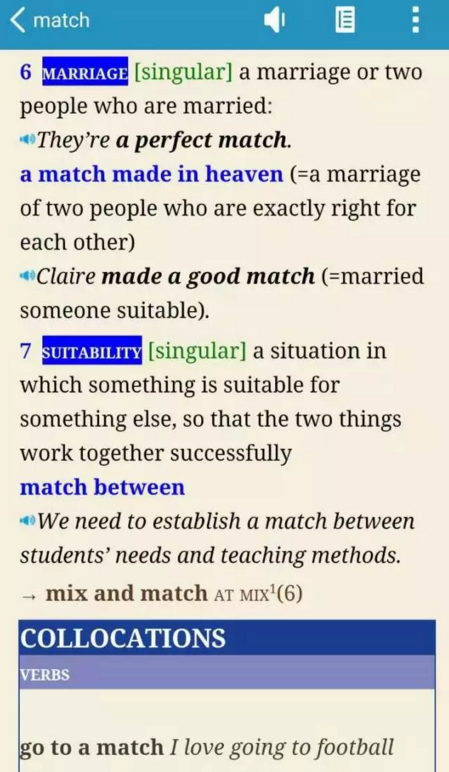 match
6 MARRIAGE [singular] a marriage or two
people who are married:
They’re a perfect match.
a match made in heaven (=a marriage
of two people who are exactly right for
each other)
Claire made a good match (=married
someone suitable).
7 SUITABILITY [singular] a situation in
which something is suitable for
something else, so that the two things
work together successfully
match between
We need to establish a match between
students’ needs and teaching methods.
→ mix and match AT MIX¹(6)
COLLOCATIONS
VERBS
go to a match I love going to football